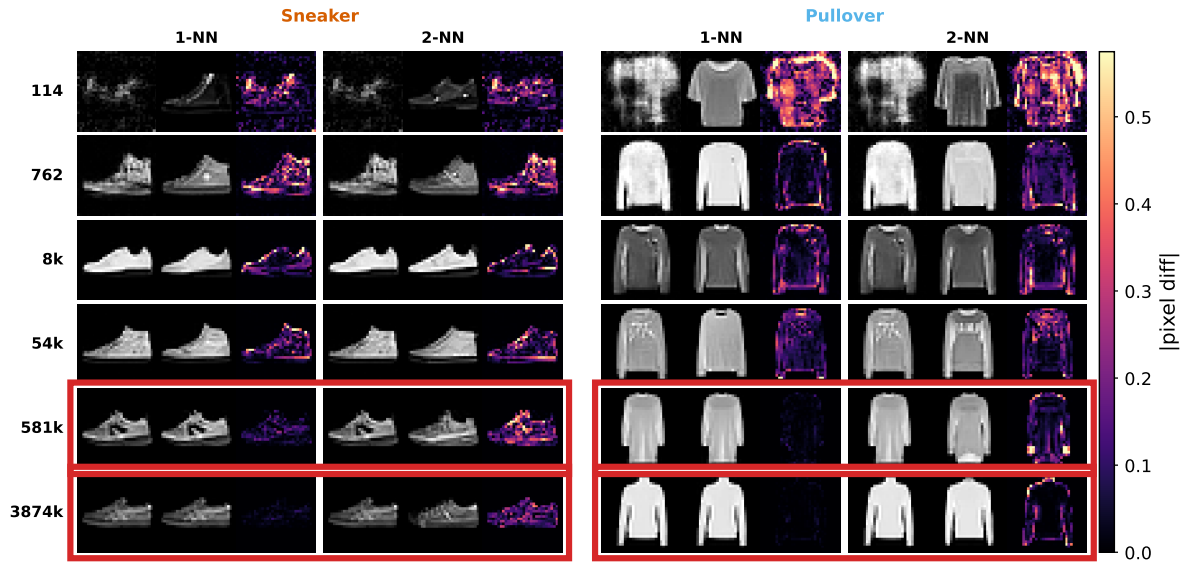 Sneaker Pullover
1-NN 2-NN 1-NN 2-NN
114
762
8k
54k
581k
3874k
0.5
0.4
0.3
0.2
0.1
0.0
|pixel diff|